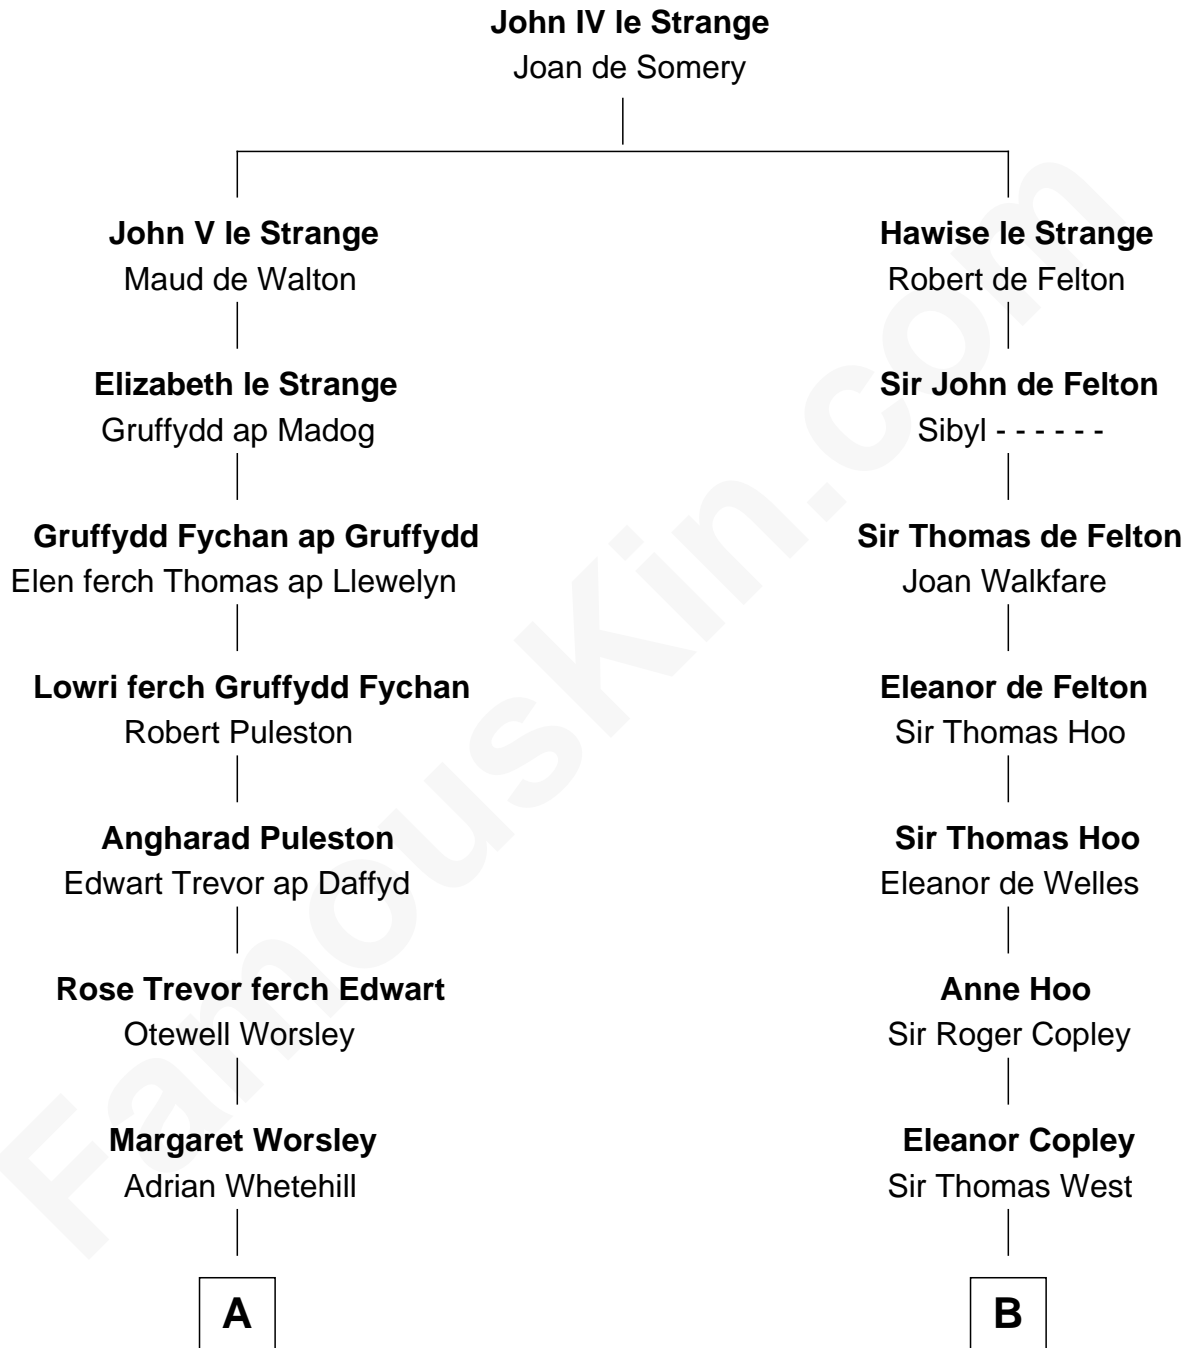 John IV le Strange
Joan de Somery
John V le Strange
Maud de Walton
Elizabeth le Strange
Gruffydd ap Madog
Gruffydd Fychan ap Gruffydd
Elen ferch Thomas ap Llewelyn
Lowri ferch Gruffydd Fychan
Robert Puleston
Angharad Puleston
Edwart Trevor ap Daffyd
Rose Trevor ferch Edwart
Otewell Worsley
Margaret Worsley
Adrian Whetehill
A
Hawise le Strange
Robert de Felton
Sir John de Felton
Sibyl - - - - - -
Sir Thomas de Felton
Joan Walkfare
Eleanor de Felton
Sir Thomas Hoo
Sir Thomas Hoo
Eleanor de Welles
Anne Hoo
Sir Roger Copley
Eleanor Copley
Sir Thomas West
B
FamousKin.com